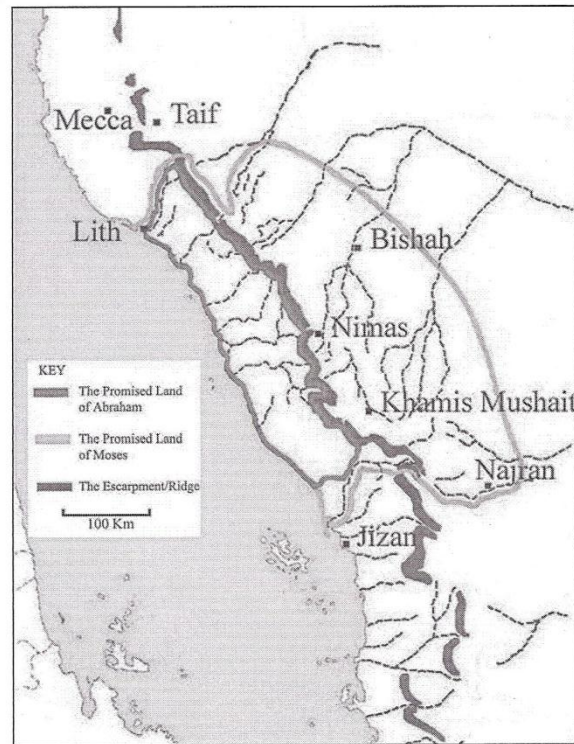 Mecca
Taif
Lith
Bishah
Nimas
KEY
The Promised Land
of Abraham
The Promised Land
of Moses
The Escarpment/Ridge
100 Km
Khamis Mushait
Najran
Jizan